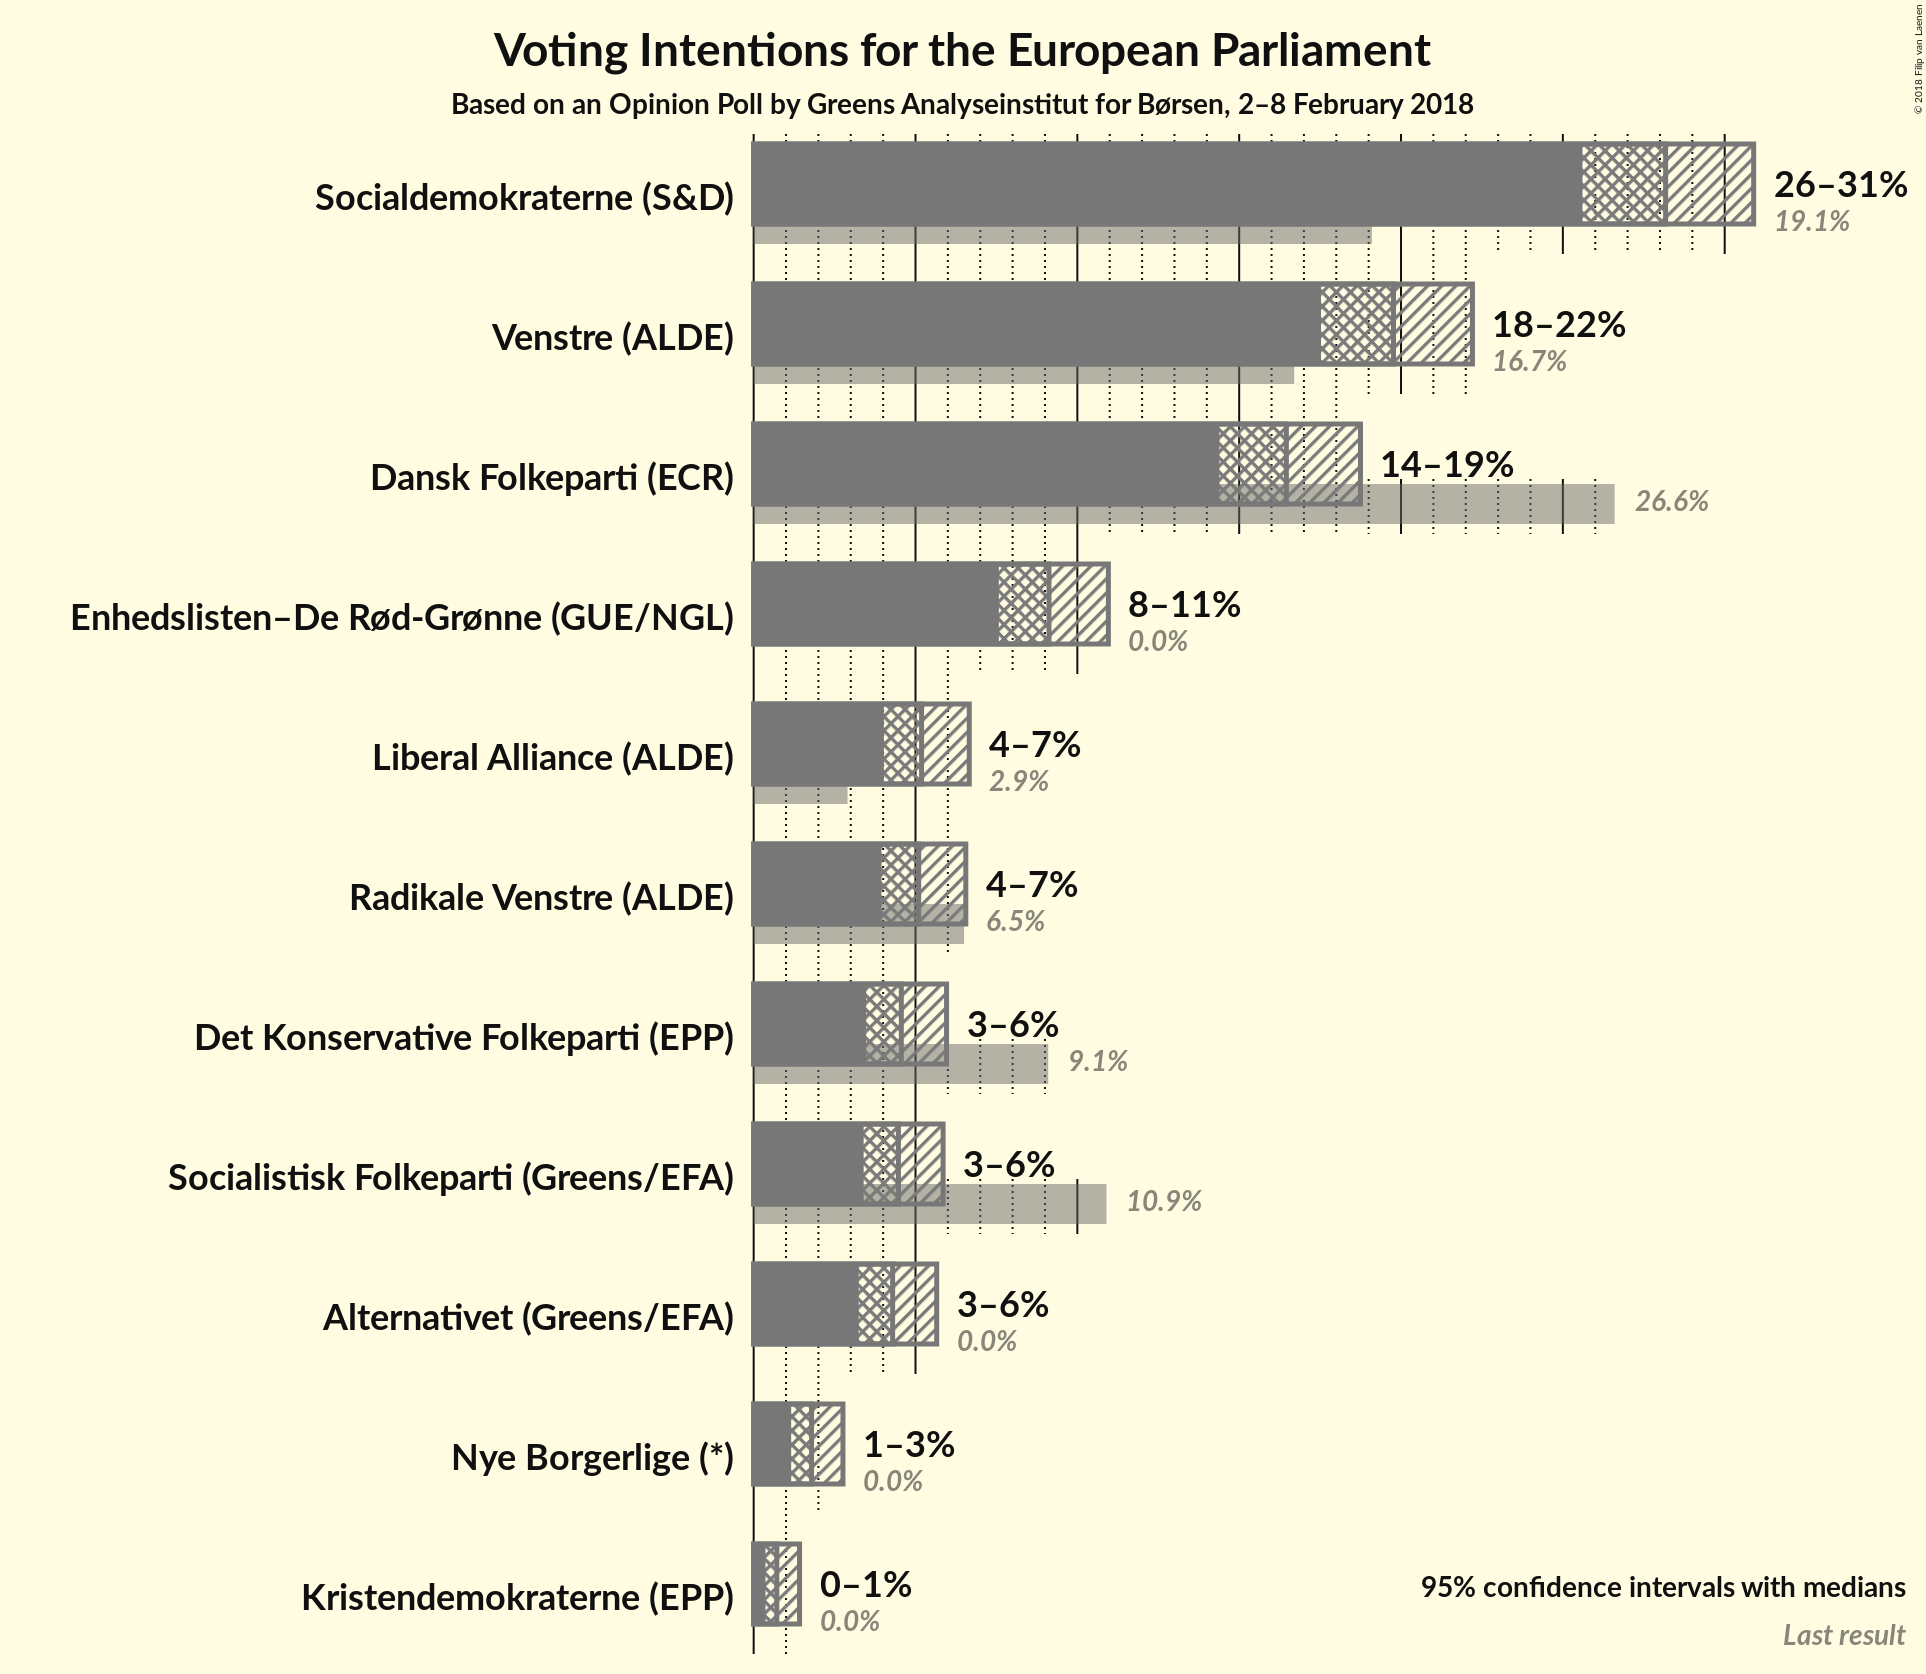 Voting Intentions for the European Parliament
Based on an Opinion Poll by Greens Analyseinstitut for Børsen, 2–8 February 2018
© 2018 Filip van Laenen
Socialdemokraterne (S&D)
26–31%
19.1%
Venstre (ALDE)
18–22%
16.7%
Dansk Folkeparti (ECR)
14–19%
26.6%
Enhedslisten–De Rød-Grønne (GUE/NGL)
8–11%
0.0%
Liberal Alliance (ALDE)
4–7%
2.9%
Radikale Venstre (ALDE)
4–7%
6.5%
Det Konservative Folkeparti (EPP)
3–6%
9.1%
Socialistisk Folkeparti (Greens/EFA)
3–6%
10.9%
Alternativet (Greens/EFA)
3–6%
0.0%
Nye Borgerlige (*)
1–3%
0.0%
Kristendemokraterne (EPP)
0–1%
0.0%
95% confidence intervals with medians
Last result